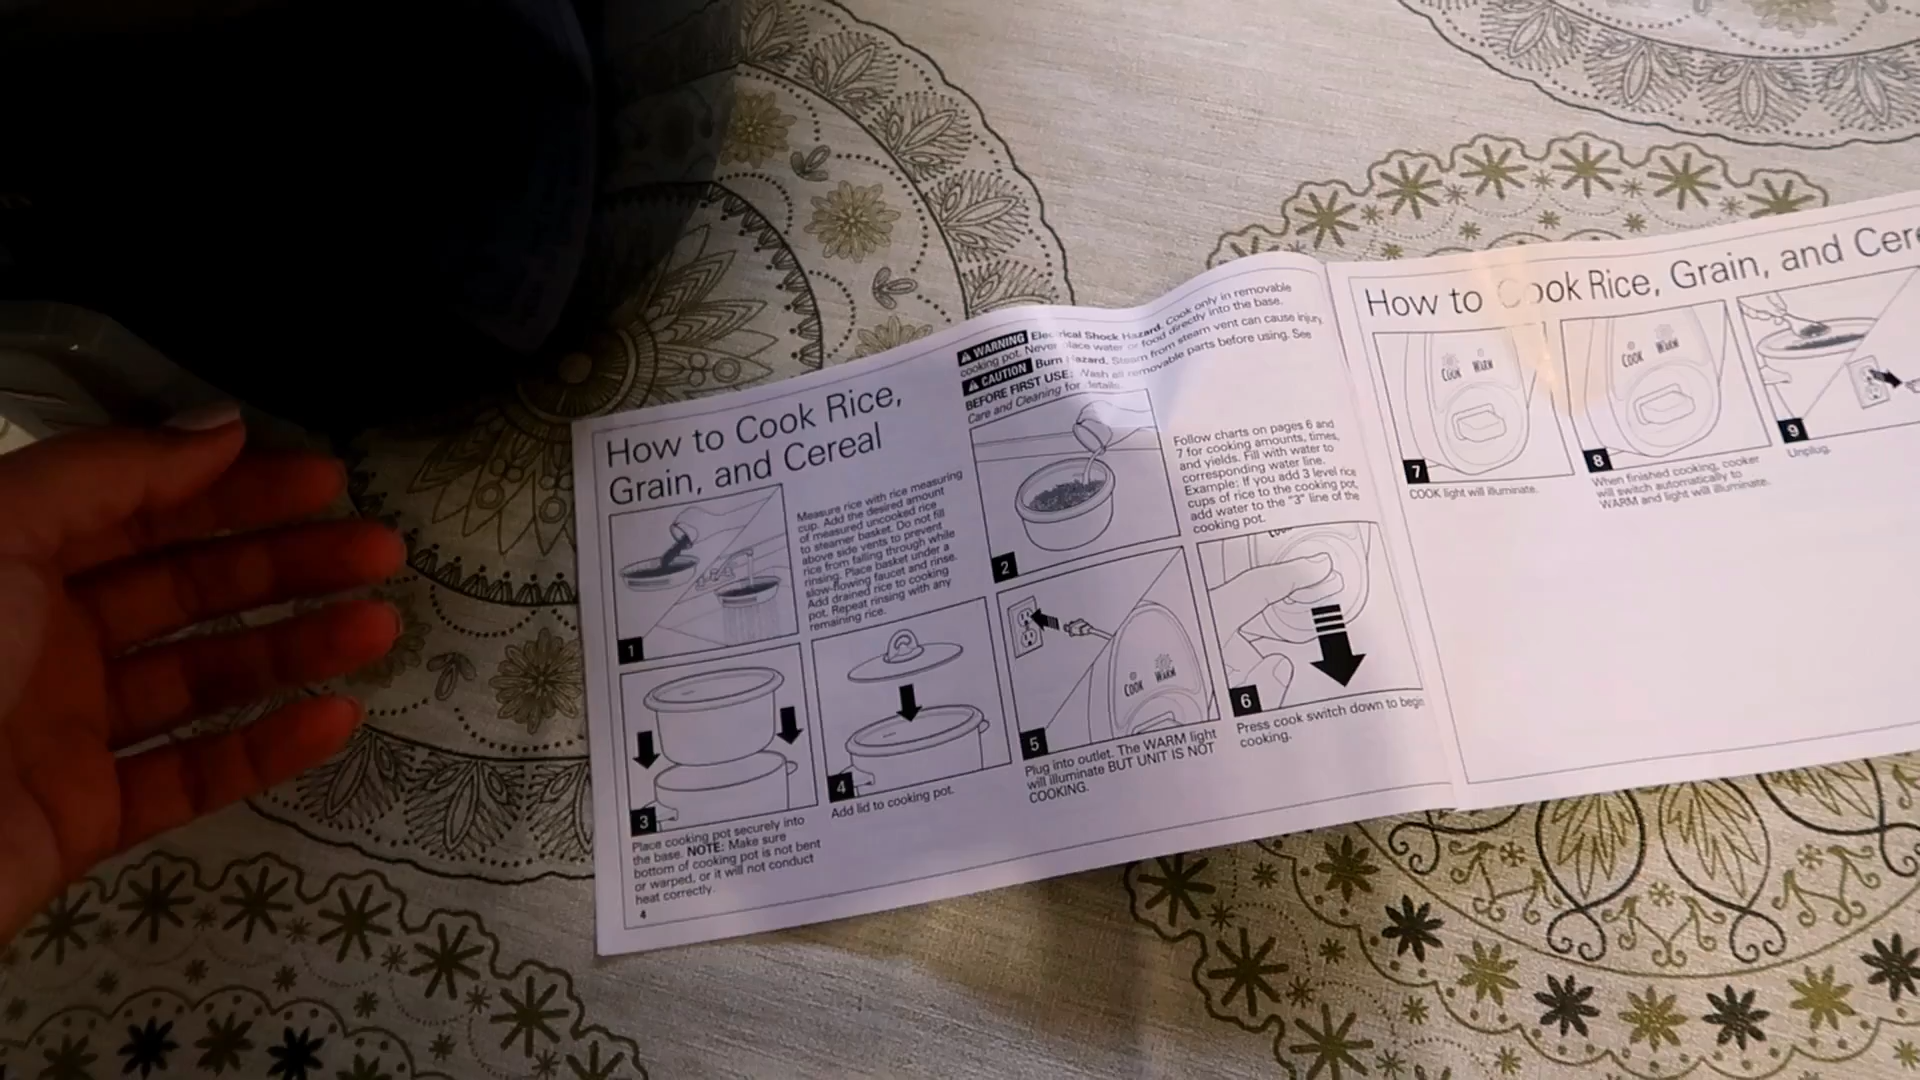 How to Cook Rice,
Grain, and Cereal
WARNING Electrical Shock Hazard. Cook only in removable
cooking pot. Never place water or food directly into the base.
CAUTION Burn Hazard. Steam from steam vent can cause injury.
BEFORE FIRST USE: Wash all removable parts before using. See
Care and Cleaning for details.
1
Measure rice with rice measuring
cup. Add the desired amount
of measured uncooked rice
to steamer basket. Do not fill
above side vents to prevent
rice from falling through while
rinsing. Place basket under a
slow-flowing faucet and rinse.
Add drained rice to cooking
pot. Repeat rinsing with any
remaining rice.
2
Follow charts on pages 6 and
7 for cooking amounts, times,
and yields. Fill with water to
corresponding water line.
Example: If you add 3 level rice
cups of rice to the cooking pot,
add water to the "3" line of the
cooking pot.
3
Place cooking pot securely into
the base. NOTE: Make sure
bottom of cooking pot is not bent
or warped, or it will not conduct
heat correctly.
4
Add lid to cooking pot.
COOK WARM
5
Plug into outlet. The WARM light
will illuminate BUT UNIT IS NOT
COOKING.
6
Press cook switch down to begin
cooking.
4
How to Cook Rice, Grain, and Cere
COOK WARM
7
COOK light will illuminate.
COOK WARM
8
When finished cooking, cooker
will switch automatically to
WARM and light will illuminate.
9
Unplug.